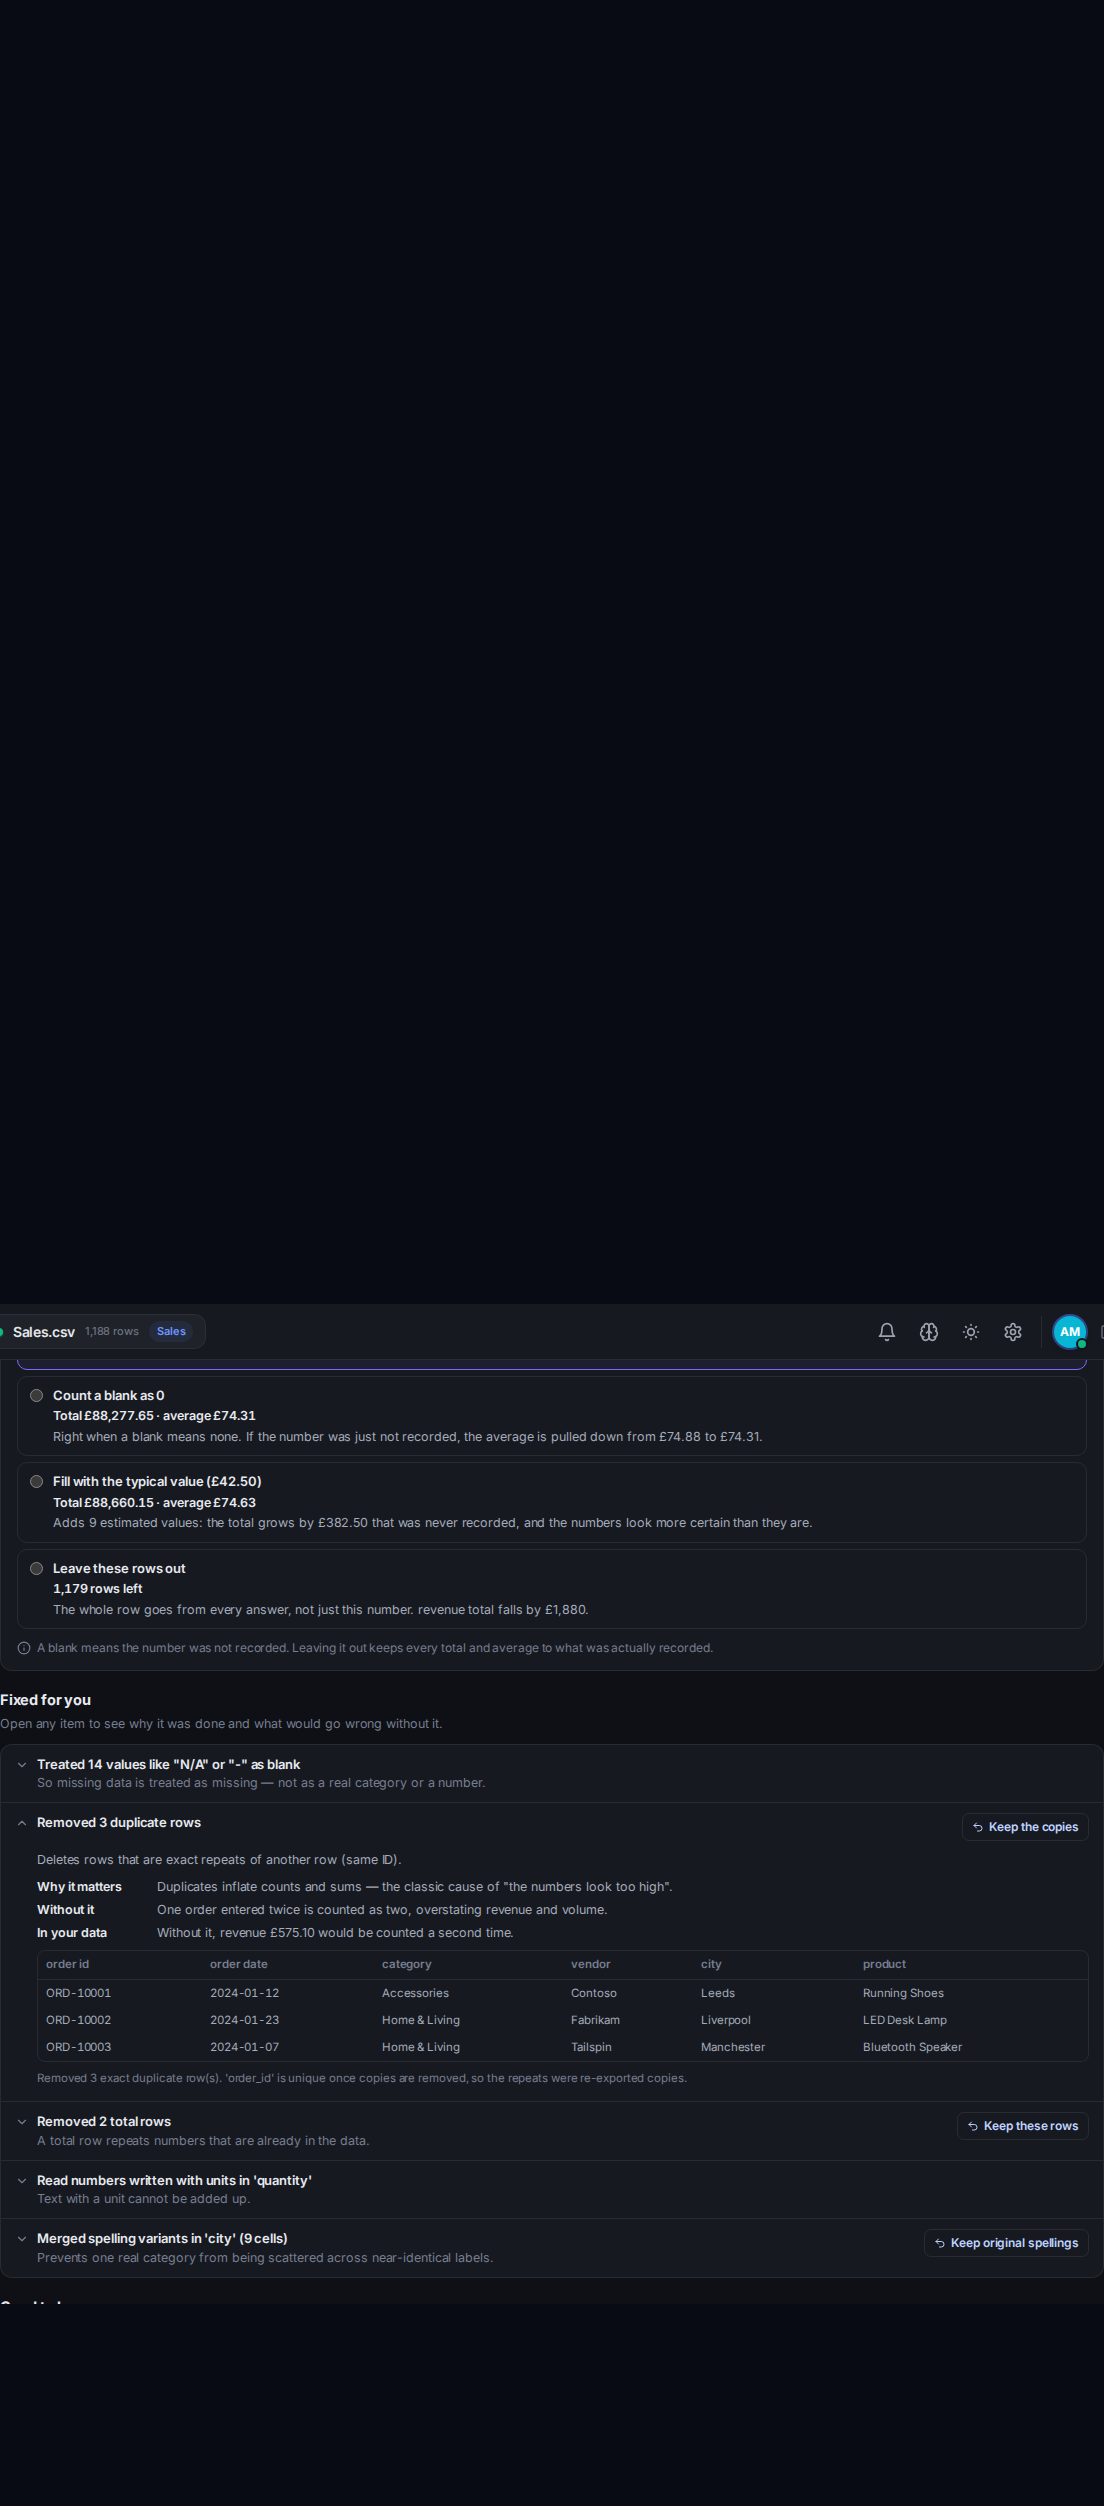 Sales.csv 1,188 rows Sales AM
Count a blank as 0
Total £88,277.65 · average £74.31
Right when a blank means none. If the number was just not recorded, the average is pulled down from £74.88 to £74.31.
Fill with the typical value (£42.50)
Total £88,660.15 · average £74.63
Adds 9 estimated values: the total grows by £382.50 that was never recorded, and the numbers look more certain than they are.
Leave these rows out
1,179 rows left
The whole row goes from every answer, not just this number. revenue total falls by £1,880.
A blank means the number was not recorded. Leaving it out keeps every total and average to what was actually recorded.
Fixed for you
Open any item to see why it was done and what would go wrong without it.
Treated 14 values like "N/A" or "-" as blank
So missing data is treated as missing — not as a real category or a number.
Removed 3 duplicate rows
Keep the copies
Deletes rows that are exact repeats of another row (same ID).
Why it matters Duplicates inflate counts and sums — the classic cause of "the numbers look too high".
Without it One order entered twice is counted as two, overstating revenue and volume.
In your data Without it, revenue £575.10 would be counted a second time.
order id order date category vendor city product
ORD-10001 2024-01-12 Accessories Contoso Leeds Running Shoes
ORD-10002 2024-01-23 Home & Living Fabrikam Liverpool LED Desk Lamp
ORD-10003 2024-01-07 Home & Living Tailspin Manchester Bluetooth Speaker
Removed 3 exact duplicate row(s). 'order_id' is unique once copies are removed, so the repeats were re-exported copies.
Removed 2 total rows
Keep these rows
A total row repeats numbers that are already in the data.
Read numbers written with units in 'quantity'
Text with a unit cannot be added up.
Merged spelling variants in 'city' (9 cells)
Keep original spellings
Prevents one real category from being scattered across near-identical labels.